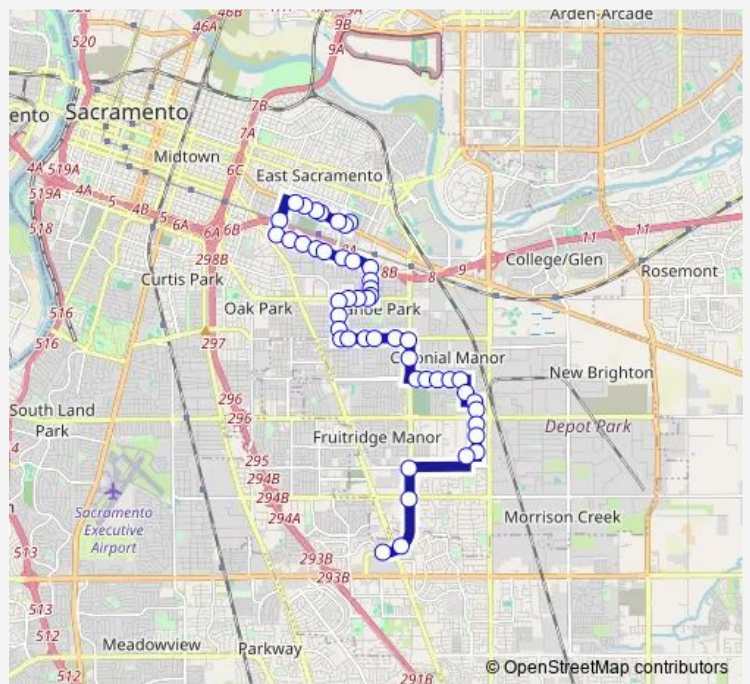 Arden-Arcade
520
46A
46B
9B
9A
7B
ento
Sacramento
7A
Midtown
6C
East Sacramento
4A
519A
519A
4A
5
4B
5
6A
6A
6B
518
298B
8B
9
8
11
11
College/Glen
Rosemont
Curtis Park
Oak Park
516
516
297
Colonial Manor
New Brighton
South Land
Park
296
296
Fruitridge Manor
Depot Park
295
294B
294B
294A
Sacramento
Executive
Airport
Morrison Creek
513
293B
293B
513
512
512
Meadowview
Parkway
291B
© OpenStreetMap contributors